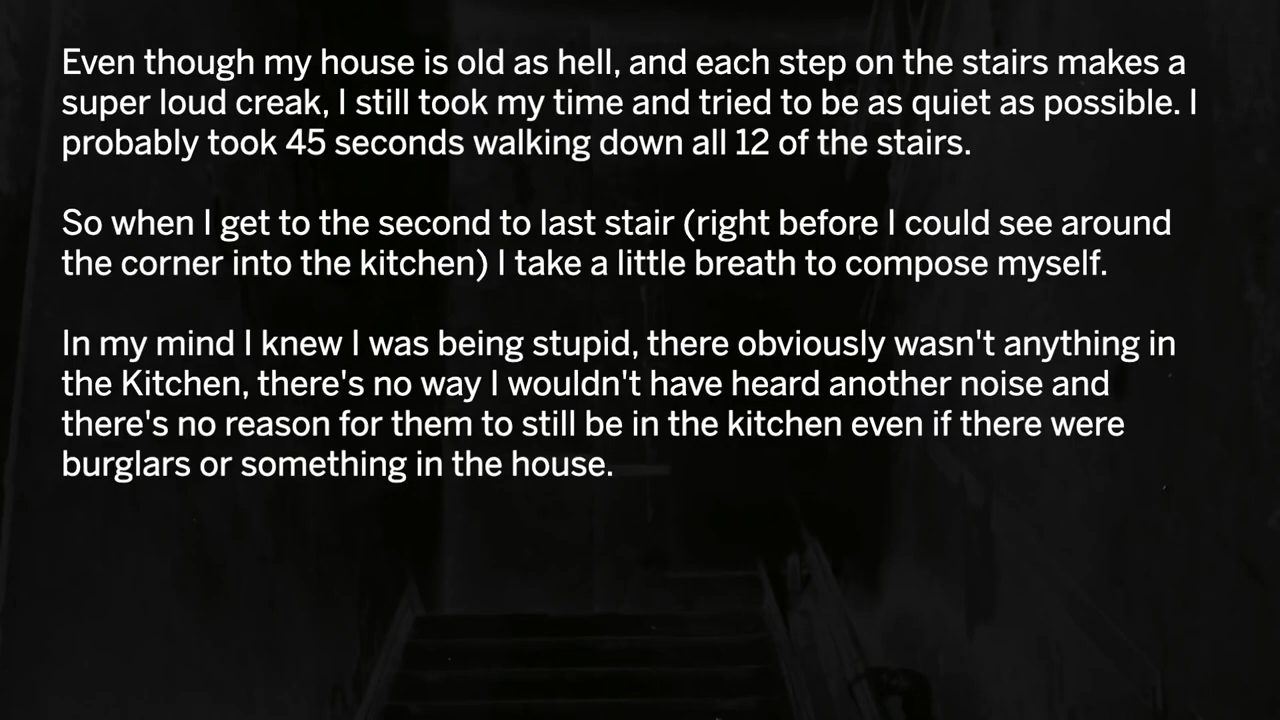 Even though my house is old as hell, and each step on the stairs makes a
super loud creak, I still took my time and tried to be as quiet as possible. I
probably took 45 seconds walking down all 12 of the stairs.
So when I get to the second to last stair (right before I could see around
the corner into the kitchen) I take a little breath to compose myself.
In my mind I knew I was being stupid, there obviously wasn't anything in
the Kitchen, there's no way I wouldn't have heard another noise and
there's no reason for them to still be in the kitchen even if there were
burglars or something in the house.